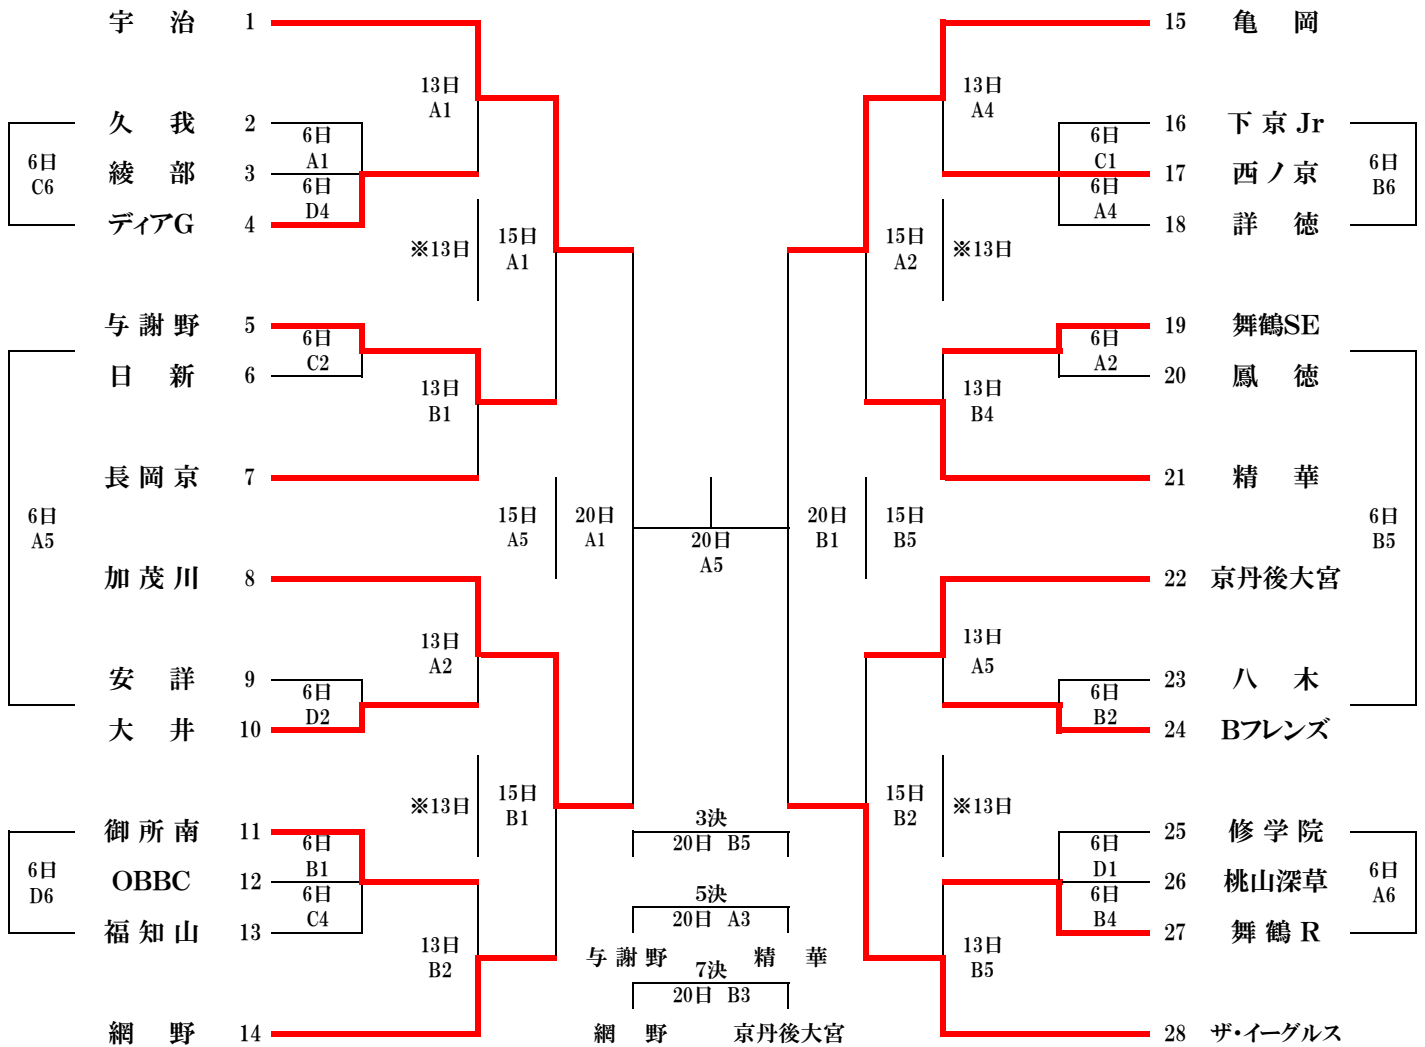 宇 治 1
13日
A1
久 我 2
6日
A1
6日
C6
綾 部 3
6日
D4
ディアG 4
※13日
15日
A1
与謝野 5
6日
C2
日 新 6
13日
B1
長岡京 7
6日
A5
15日
A5
20日
A1
加茂川 8
13日
A2
安 詳 9
6日
D2
大 井 10
※13日
15日
B1
御所南 11
6日
B1
6日
D6
OBBC 12
6日
C4
福知山 13
13日
B2
網 野 14
20日
A5
3決
20日 B5
5決
20日 A3
与謝野 精 華
7決
20日 B3
網 野 京丹後大宮
15 亀 岡
13日
A4
16 下京Jr
6日
C1
6日
B6
17 西ノ京
6日
A4
18 詳 徳
15日
A2
※13日
19 舞鶴SE
6日
A2
20 鳳 徳
13日
B4
21 精 華
20日
B1
15日
B5
6日
B5
22 京丹後大宮
13日
A5
23 八 木
6日
B2
24 Bフレンズ
15日
B2
※13日
25 修学院
6日
D1
26 桃山深草
6日
A6
6日
B4
27 舞鶴R
13日
B5
28 ザ・イーグルス